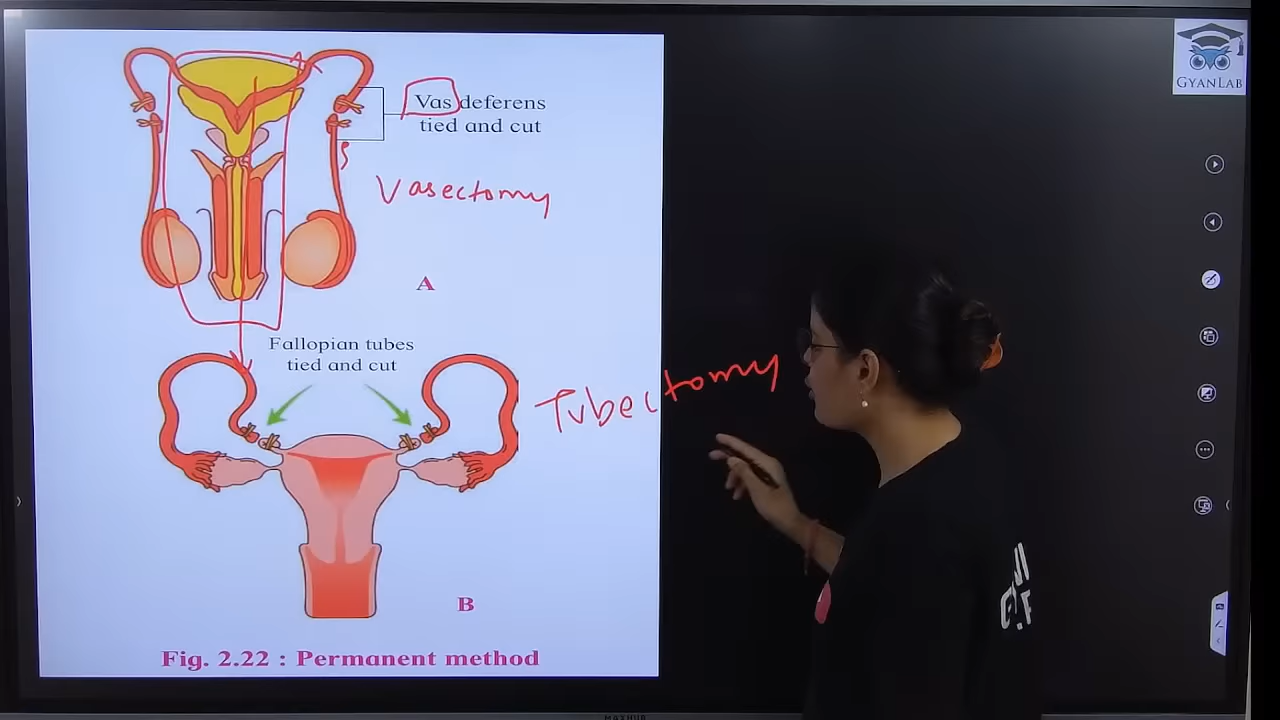 GYANLAB
Vas deferens
tied and cut
Vasectomy
A
Fallopian tubes
tied and cut
Tubectomy
B
Fig. 2.22 : Permanent method